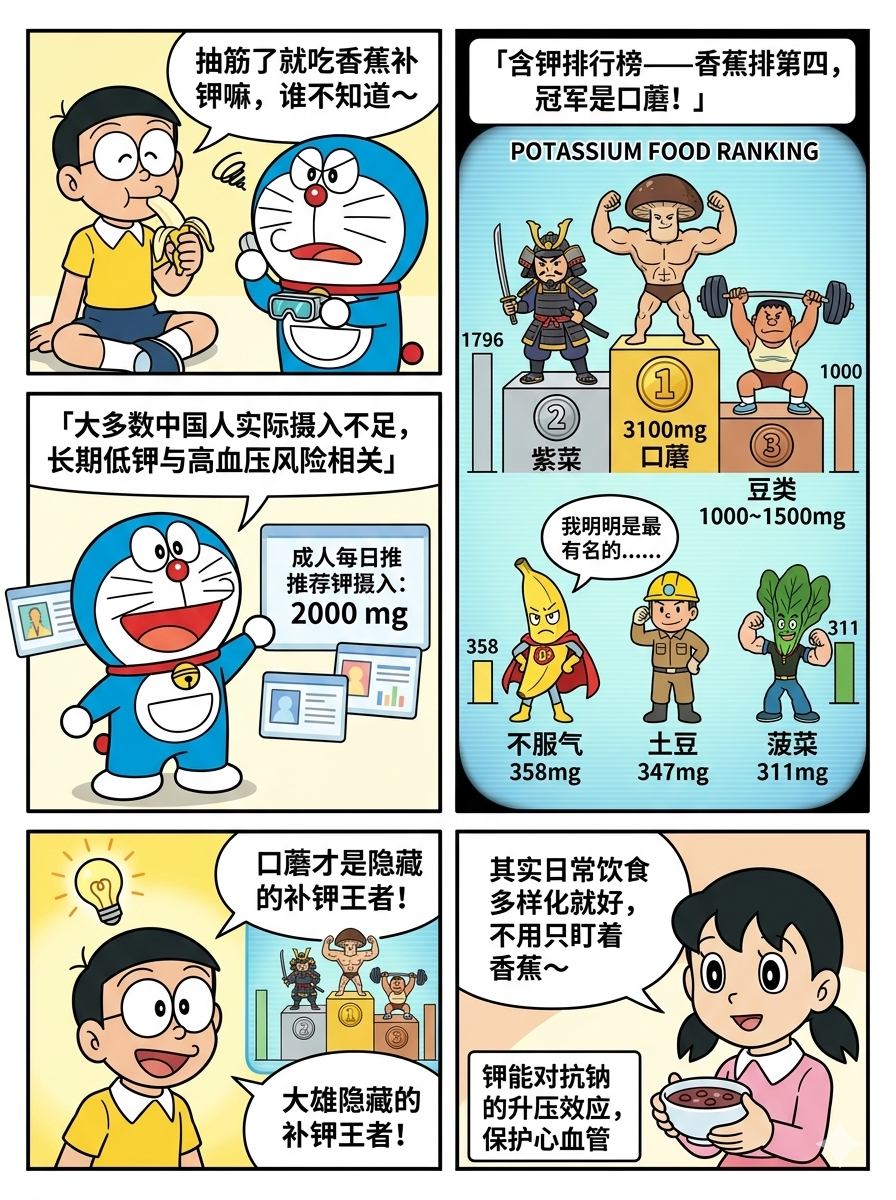 抽筋了就吃香蕉补
钾嘛，谁不知道～
「含钾排行榜——香蕉排第四，
冠军是口蘑！」
POTASSIUM FOOD RANKING
1796
1000
1
2
3
3100mg
口蘑
紫菜
豆类
1000~1500mg
我明明是最
有名的……
358
311
不服气
358mg
土豆
347mg
菠菜
311mg
「大多数中国人实际摄入不足，
长期低钾与高血压风险相关」
成人每日推
推荐钾摄入：
2000 mg
口蘑才是隐藏
的补钾王者！
2
1
3
大雄隐藏的
补钾王者！
其实日常饮食
多样化就好，
不用只盯着
香蕉～
钾能对抗钠
的升压效应，
保护心血管